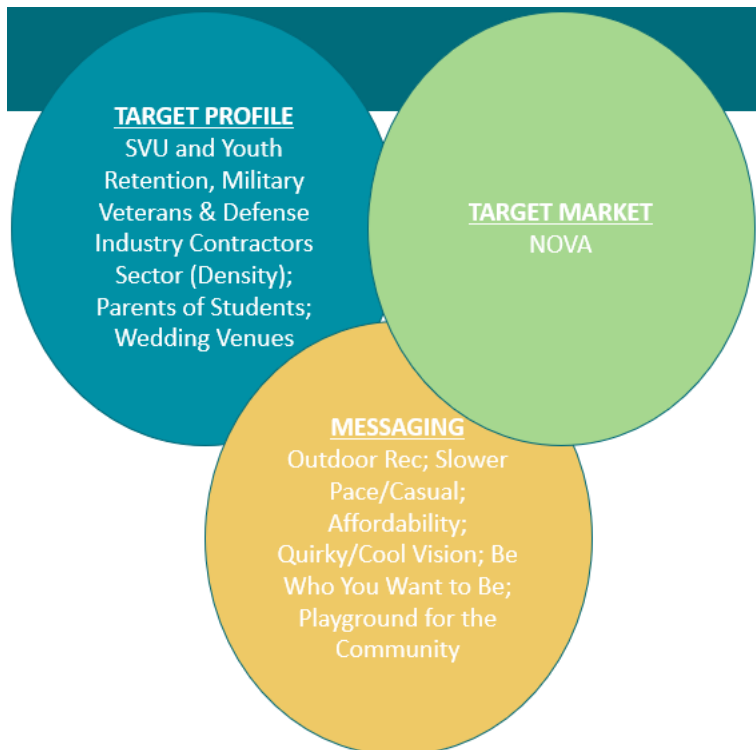 TARGET PROFILE
SVU and Youth
Retention, Military
Veterans & Defense
Industry Contractors
Sector (Density);
Parents of Students;
Wedding Venues
TARGET MARKET
NOVA
MESSAGING
Outdoor Rec; Slower
Pace/Casual;
Affordability;
Quirky/Cool Vision; Be
Who You Want to Be;
Playground for the
Community